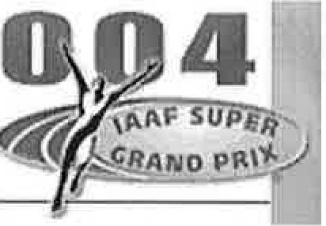 004
IAAF SUPER
GRAND PRIX